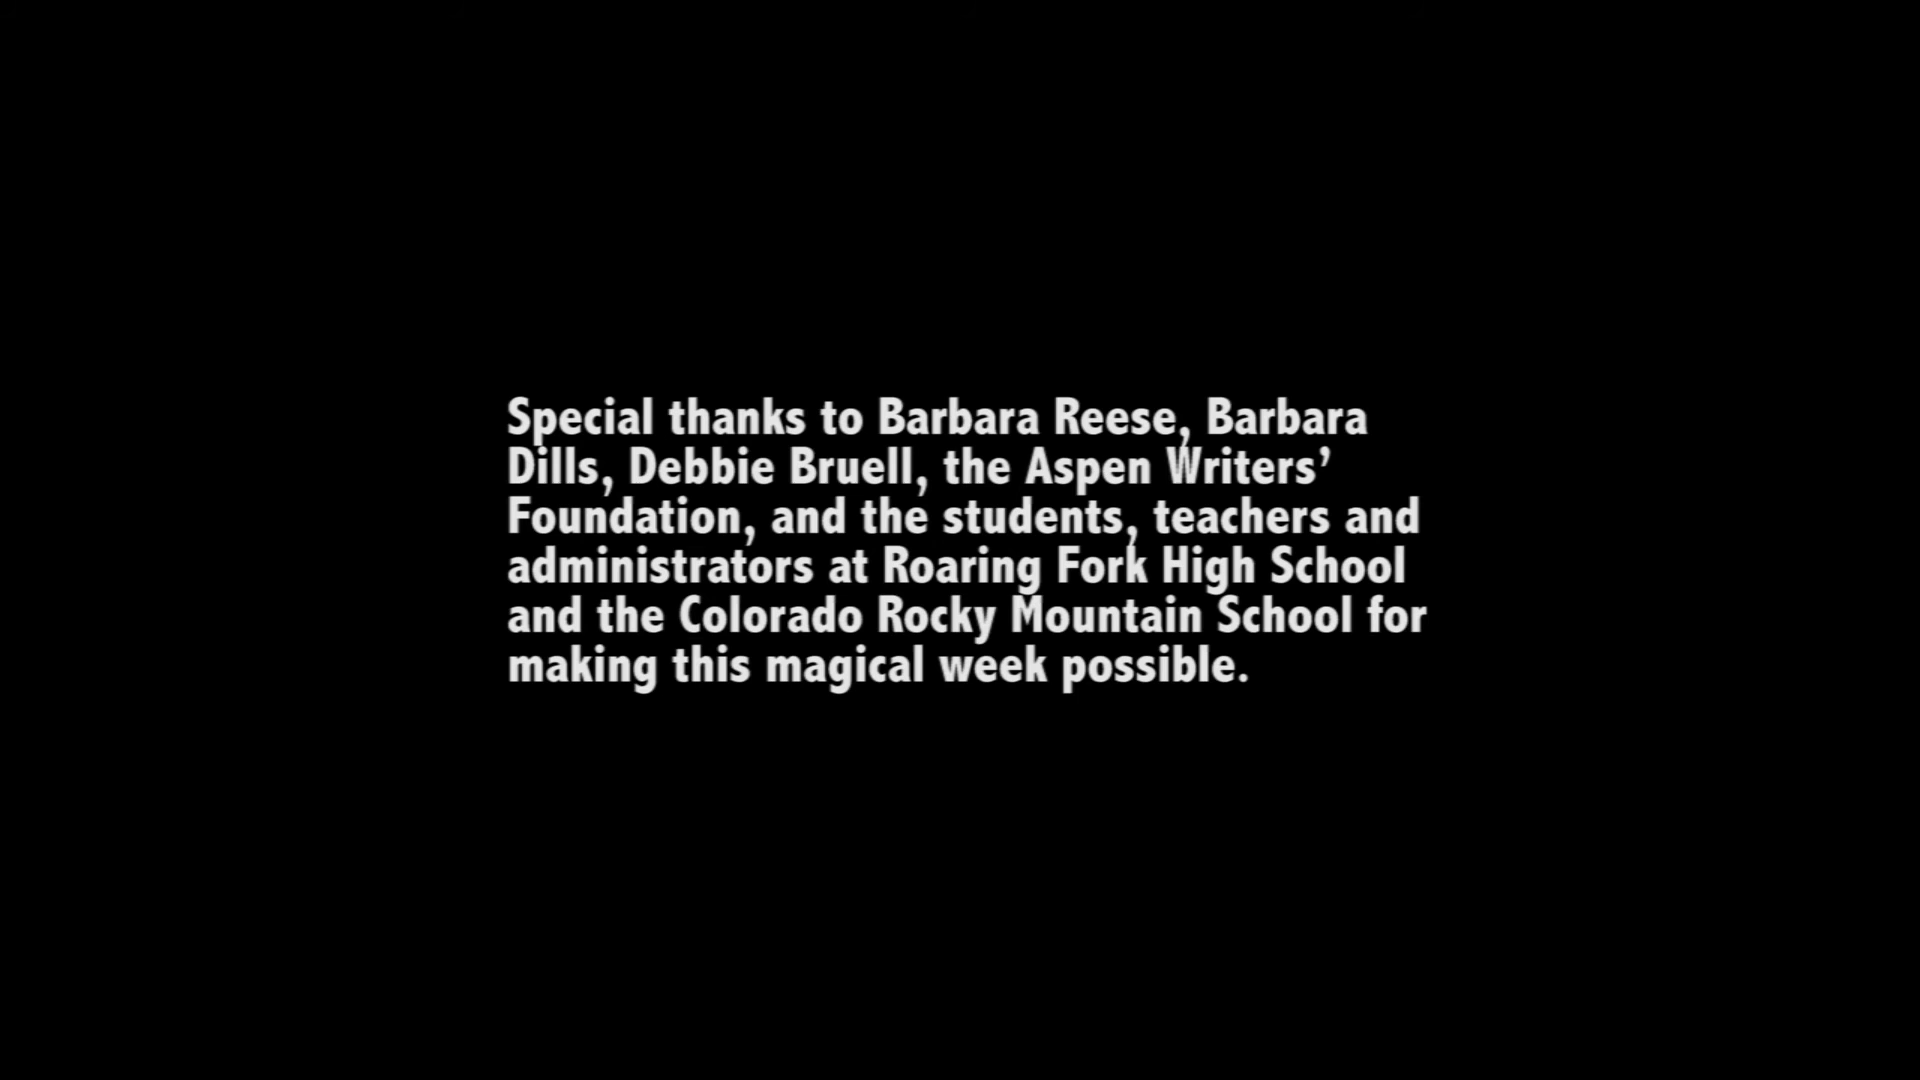 Special thanks to Barbara Reese, Barbara
Dills, Debbie Bruell, the Aspen Writers’
Foundation, and the students, teachers and
administrators at Roaring Fork High School
and the Colorado Rocky Mountain School for
making this magical week possible.